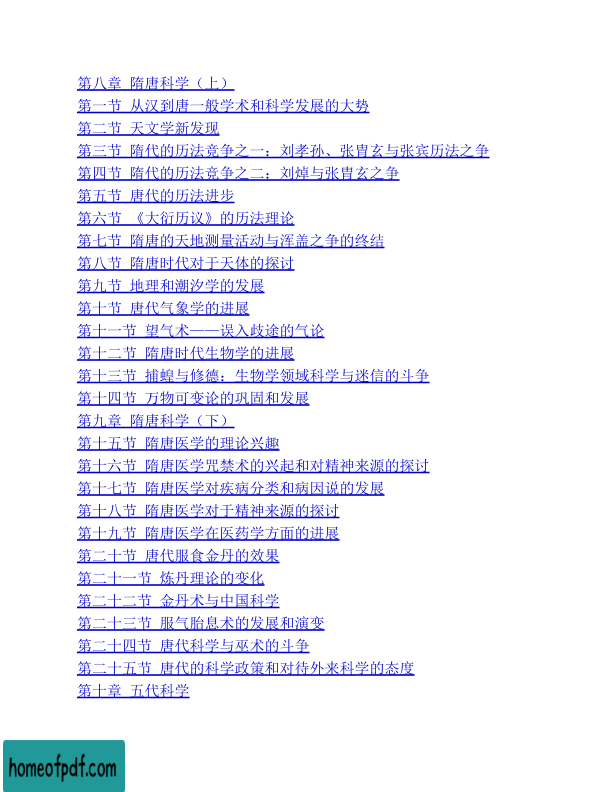 第八章 隋唐科学（上）
第一节 从汉到唐一般学术和科学发展的大势
第二节 天文学新发现
第三节 隋代的历法竞争之一：刘孝孙、张胄玄与张宾历法之争
第四节 隋代的历法竞争之二：刘焯与张胄玄之争
第五节 唐代的历法进步
第六节 《大衍历议》的历法理论
第七节 隋唐的天地测量活动与浑盖之争的终结
第八节 隋唐时代对于天体的探讨
第九节 地理和潮汐学的发展
第十节 唐代气象学的进展
第十一节 望气术——误入歧途的气论
第十二节 隋唐时代生物学的进展
第十三节 捕蝗与修德：生物学领域科学与迷信的斗争
第十四节 万物可变论的巩固和发展
第九章 隋唐科学（下）
第十五节 隋唐医学的理论兴趣
第十六节 隋唐医学咒禁术的兴起和对精神来源的探讨
第十七节 隋唐医学对疾病分类和病因说的发展
第十八节 隋唐医学对于精神来源的探讨
第十九节 隋唐医学在医药学方面的进展
第二十节 唐代服食金丹的效果
第二十一节 炼丹理论的变化
第二十二节 金丹术与中国科学
第二十三节 服气胎息术的发展和演变
第二十四节 唐代科学与巫术的斗争
第二十五节 唐代的科学政策和对待外来科学的态度
第十章 五代科学
homeofpdf.com